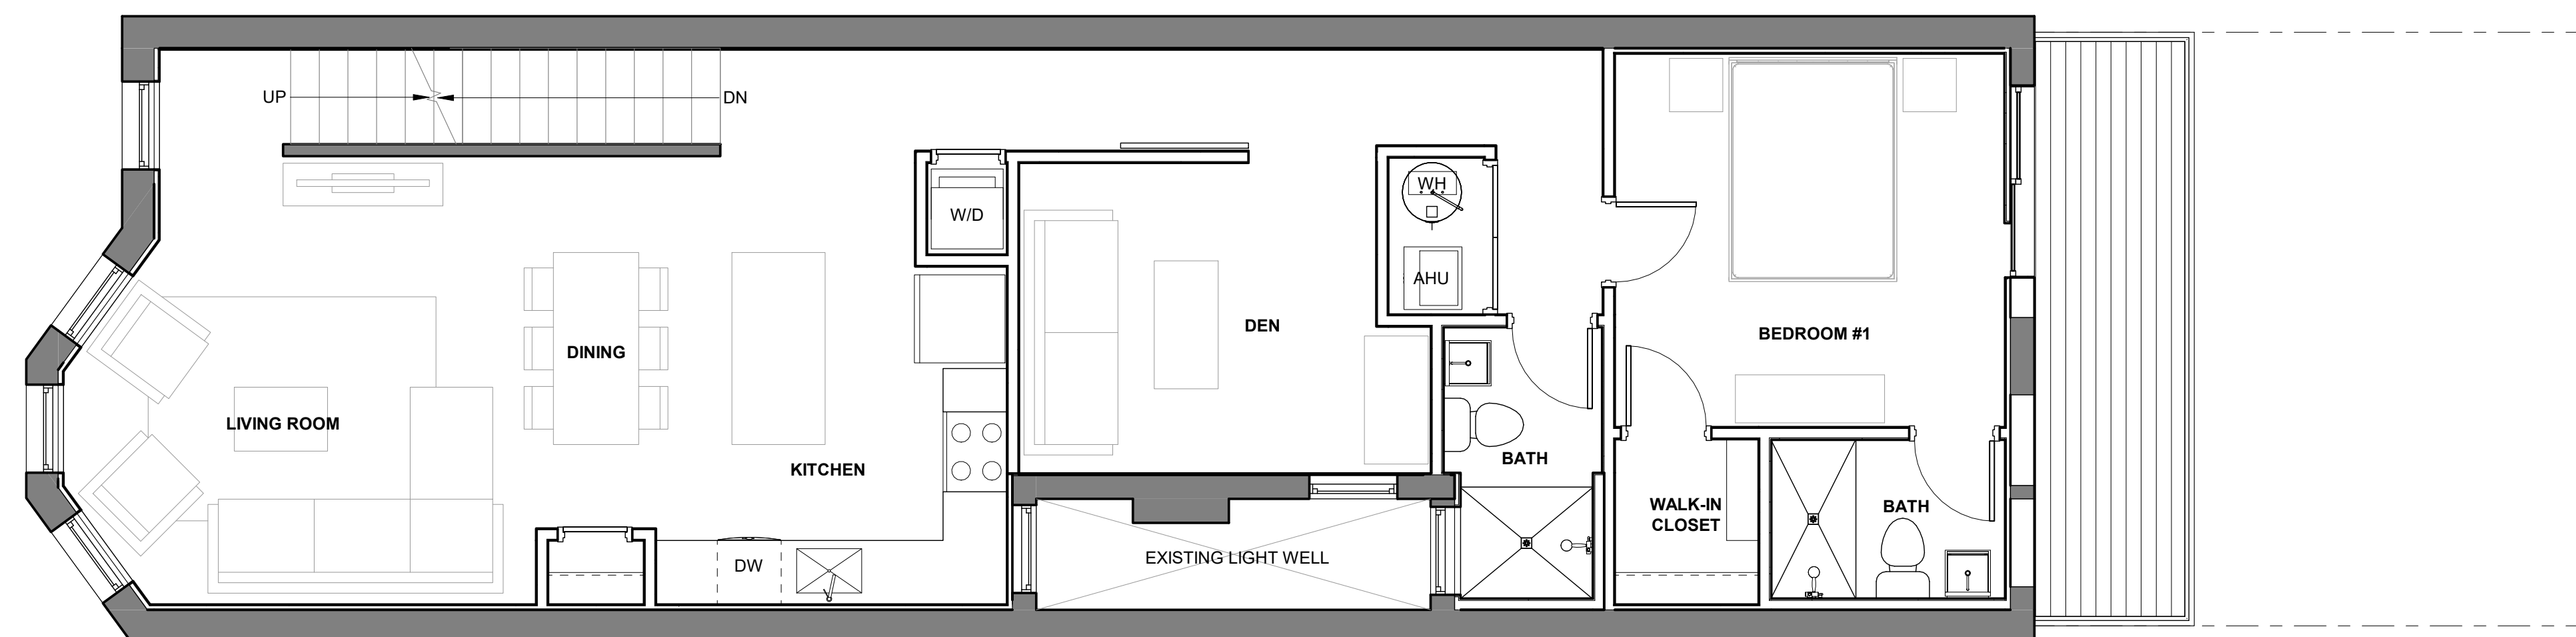 UP
DN
W/D
WH
AHU
DEN
BEDROOM #1
DINING
LIVING ROOM
KITCHEN
BATH
WALK-IN
CLOSET
BATH
EXISTING LIGHT WELL
DW